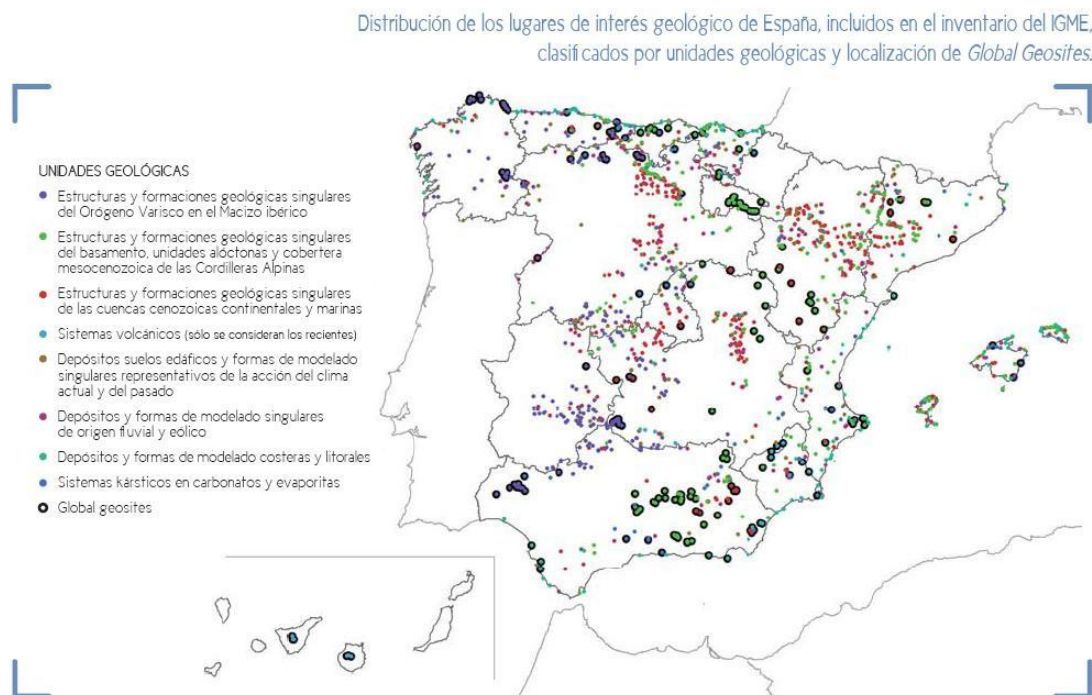 Distribución de los lugares de interés geológico de España, incluidos en el inventario del IGME,
clasificados por unidades geológicas y localización de Global Geosites.
UNIDADES GEOLÓGICAS
Estructuras y formaciones geológicas singulares
del Orógeno Varisco en el Macizo ibérico
Estructuras y formaciones geológicas singulares
del basamento, unidades alóctonas y cobertera
mesocenozoica de las Cordilleras Alpinas
Estructuras y formaciones geológicas singulares
de las cuencas cenozoicas continentales y marinas
Sistemas volcánicos (sólo se consideran los recientes)
Depósitos suelos edáficos y formas de modelado
singulares representativos de la acción del clima
actual y del pasado
Depósitos y formas de modelado singulares
de origen fluvial y eólico
Depósitos y formas de modelado costeras y litorales
Sistemas kársticos en carbonatos y evaporitas
Global geosites